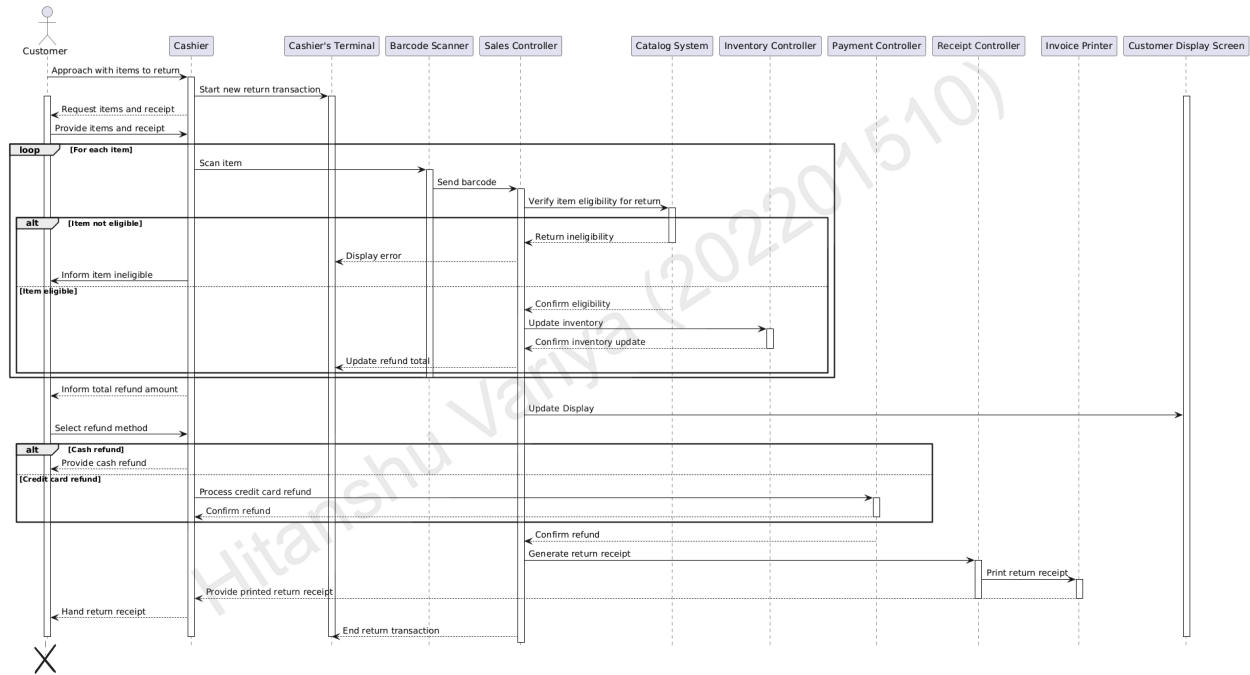 Customer
Cashier
Cashier's Terminal
Barcode Scanner
Sales Controller
Catalog System
Inventory Controller
Payment Controller
Receipt Controller
Invoice Printer
Customer Display Screen
Approach with items to return
Start new return transaction
Request items and receipt
Provide items and receipt
loop [For each item]
Scan item
Send barcode
Verify item eligibility for return
alt [Item not eligible]
Return ineligibility
Display error
Inform item ineligible
[Item eligible]
Confirm eligibility
Update inventory
Confirm inventory update
Update refund total
Inform total refund amount
Update Display
Select refund method
alt [Cash refund]
Provide cash refund
[Credit card refund]
Process credit card refund
Confirm refund
Confirm refund
Generate return receipt
Print return receipt
Provide printed return receipt
Hand return receipt
End return transaction
Hitanshu Variya (202201510)